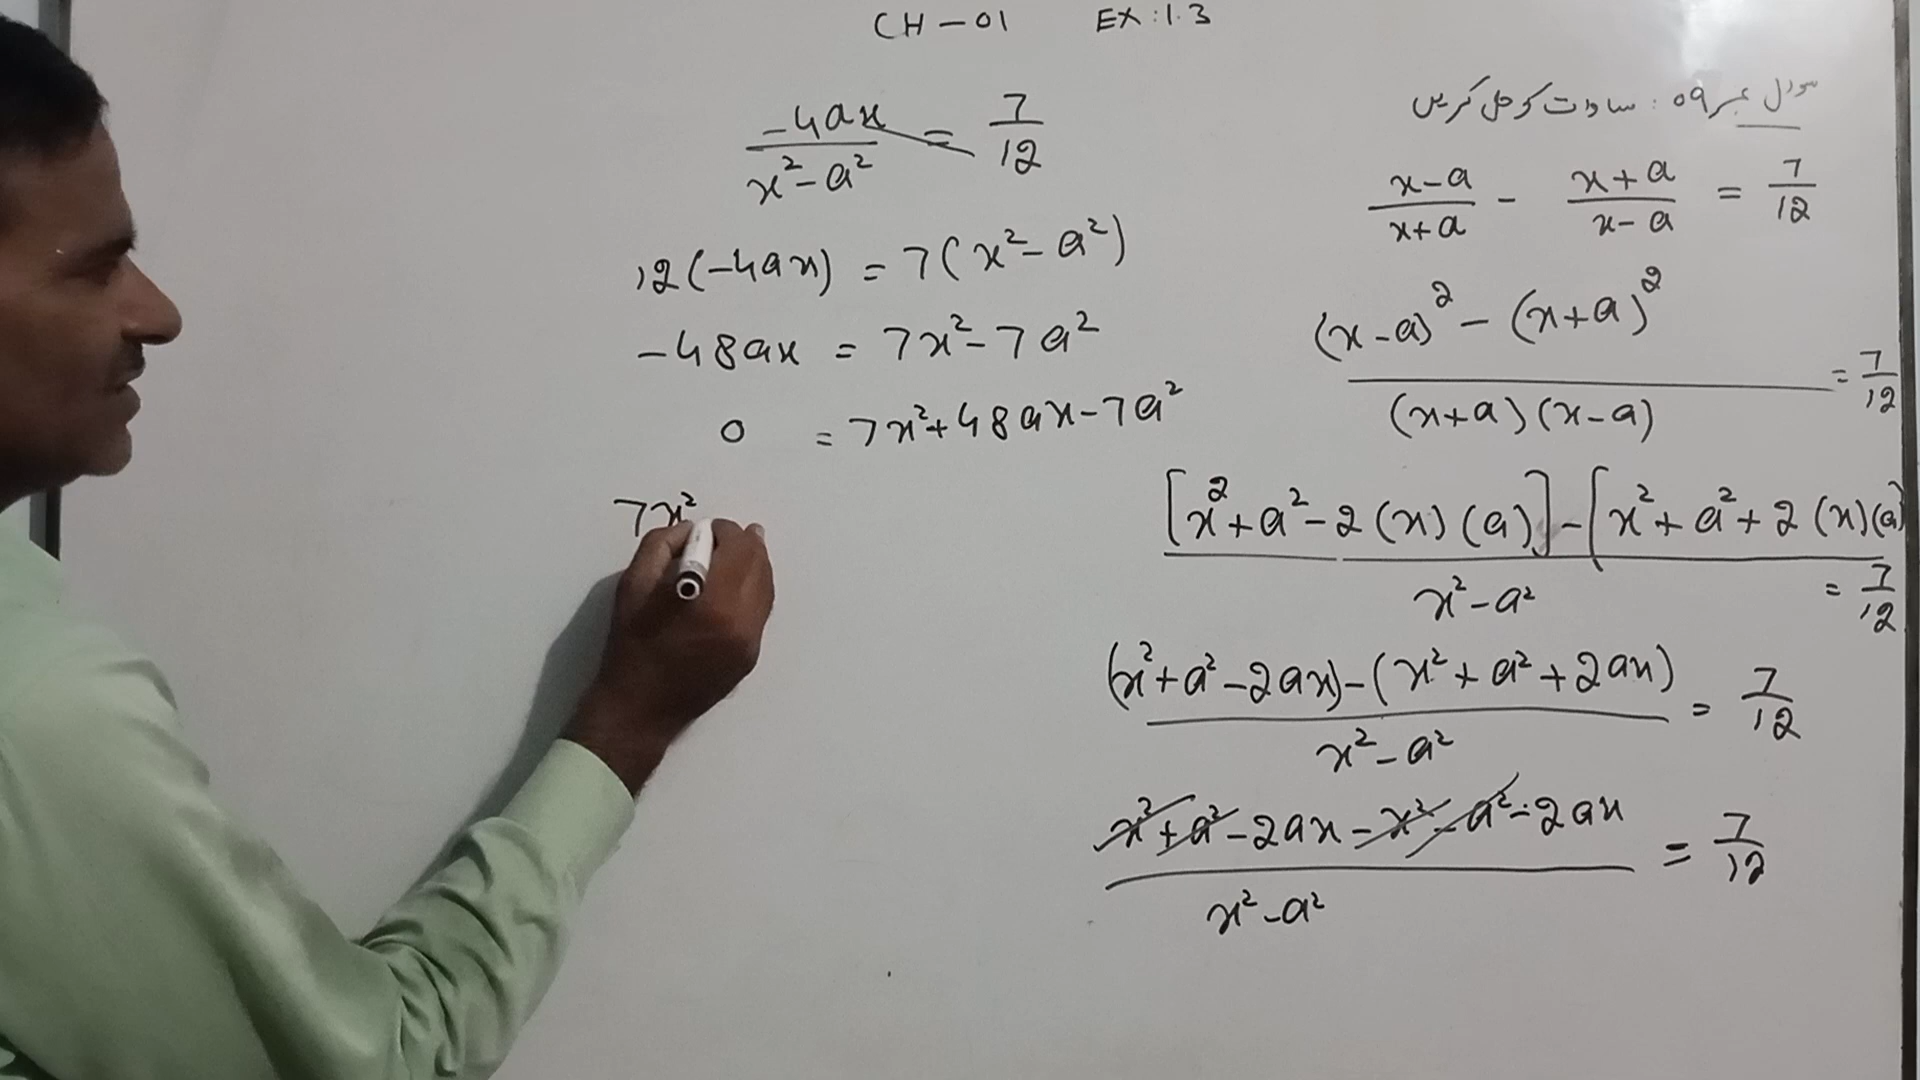 CH - 01 EX : 1.3
سوال نمبر 09 : مساوات کو حل کریں
(x-a)/(x+a) - (x+a)/(x-a) = 7/12
((x-a)² - (x+a)²)/((x+a)(x-a)) = 7/12
([x²+a²-2(x)(a)] - [x²+a²+2(x)(a)/(x²-a²) = 7/12
((x²+a²-2ax)-(x²+a²+2ax))/(x²-a²) = 7/12
(x²+a²-2ax-x²-a²-2ax)/(x²-a²) = 7/12
-4ax/(x²-a²) = 7/12
12(-4ax) = 7(x²-a²)
-48ax = 7x²-7a²
0 = 7x²+48ax-7a²
7x²